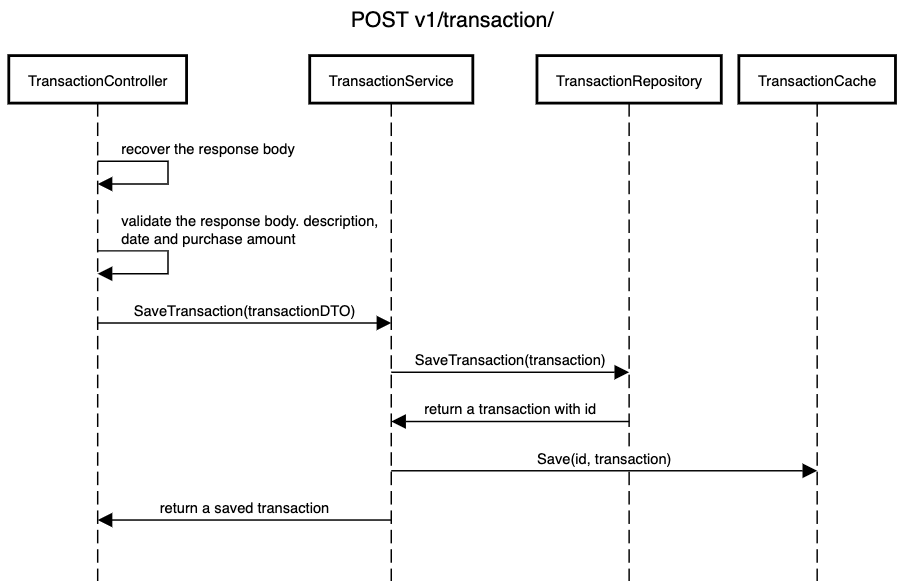 POST v1/transaction/
TransactionController
TransactionService
TransactionRepository
TransactionCache
recover the response body
validate the response body. description,
date and purchase amount
SaveTransaction(transactionDTO)
SaveTransaction(transaction)
return a transaction with id
Save(id, transaction)
return a saved transaction